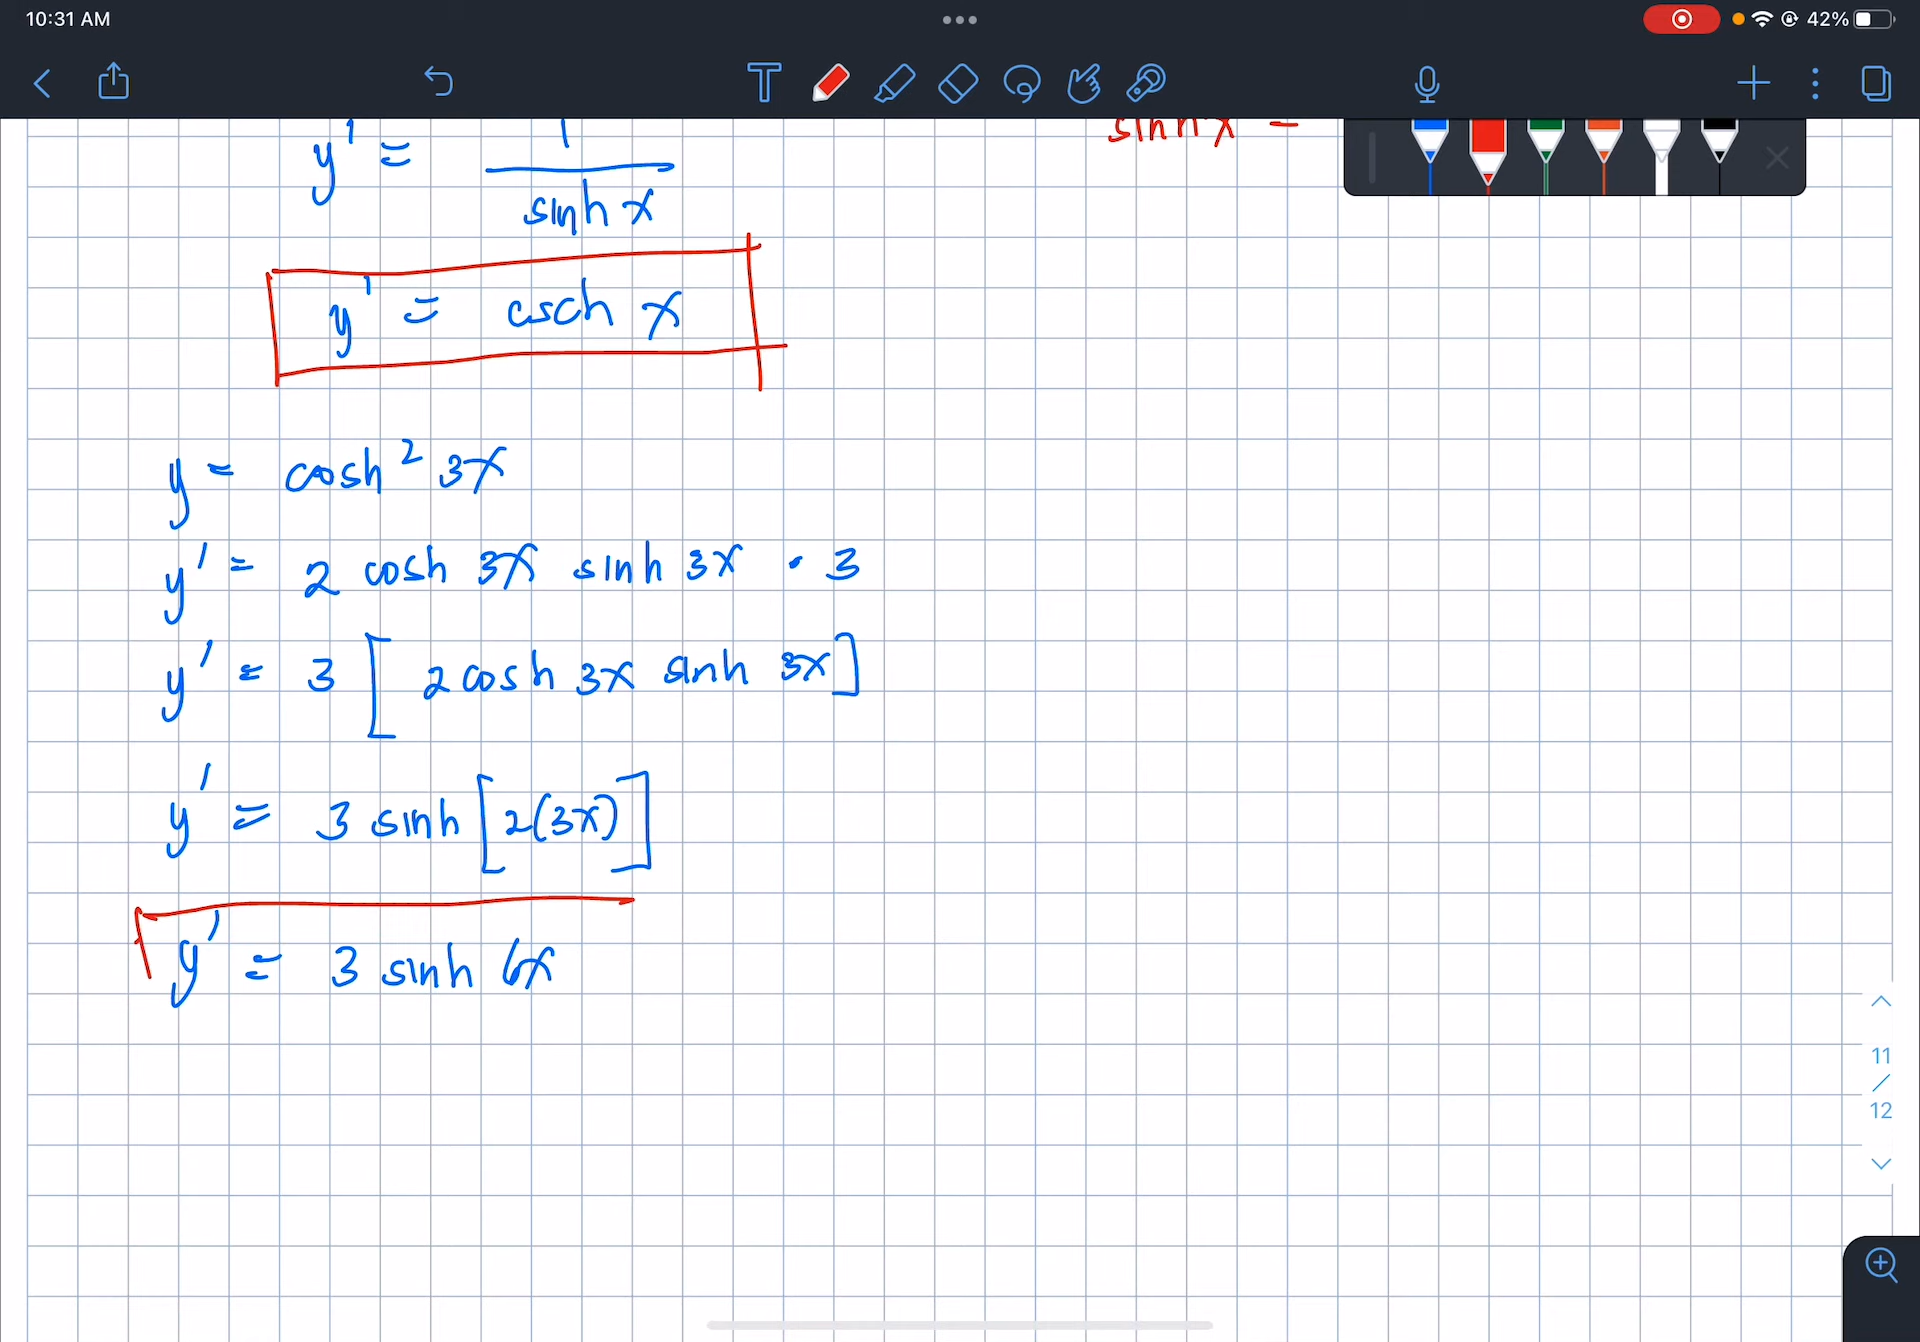 10:31 AM
42%
y' = 1 / sinh x
sinh x =
y' = csch x
y = cosh² 3x
y' = 2 cosh 3x sinh 3x · 3
y' = 3 [ 2 cosh 3x sinh 3x ]
y' = 3 sinh [ 2(3x) ]
y' = 3 sinh 6x
11
/
12